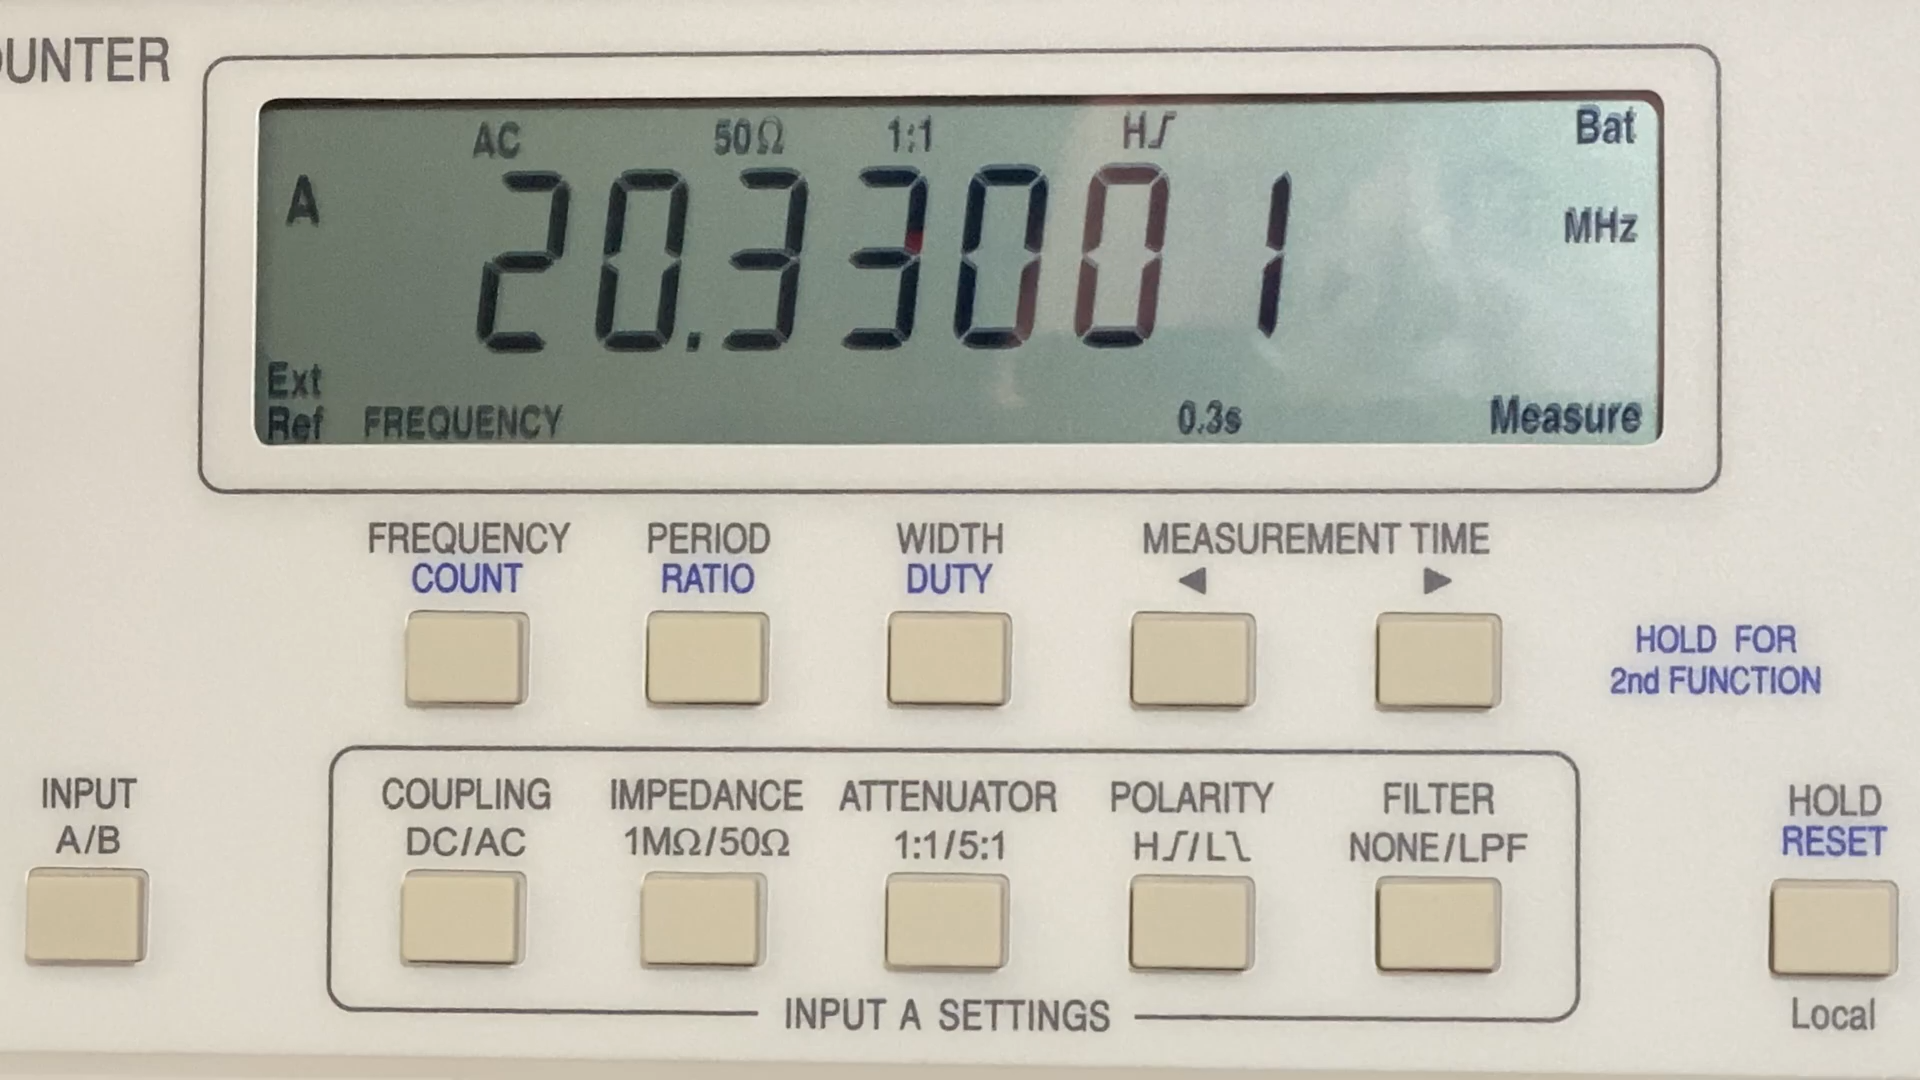 OUNTER
AC 50Ω 1:1 H⎍ Bat
A 20.33001 MHz
Ext
Ref FREQUENCY 0.3s Measure
FREQUENCY PERIOD WIDTH MEASUREMENT TIME
COUNT RATIO DUTY ◀ ▶
HOLD FOR
2nd FUNCTION
INPUT
A/B
COUPLING IMPEDANCE ATTENUATOR POLARITY FILTER
DC/AC 1MΩ/50Ω 1:1/5:1 H/L NONE/LPF
HOLD
RESET
INPUT A SETTINGS
Local